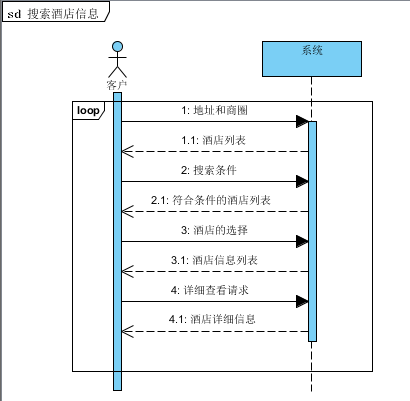 sd 搜索酒店信息
系统
客户
loop
1: 地址和商圈
1.1: 酒店列表
2: 搜索条件
2.1: 符合条件的酒店列表
3: 酒店的选择
3.1: 酒店信息列表
4: 详细查看请求
4.1: 酒店详细信息